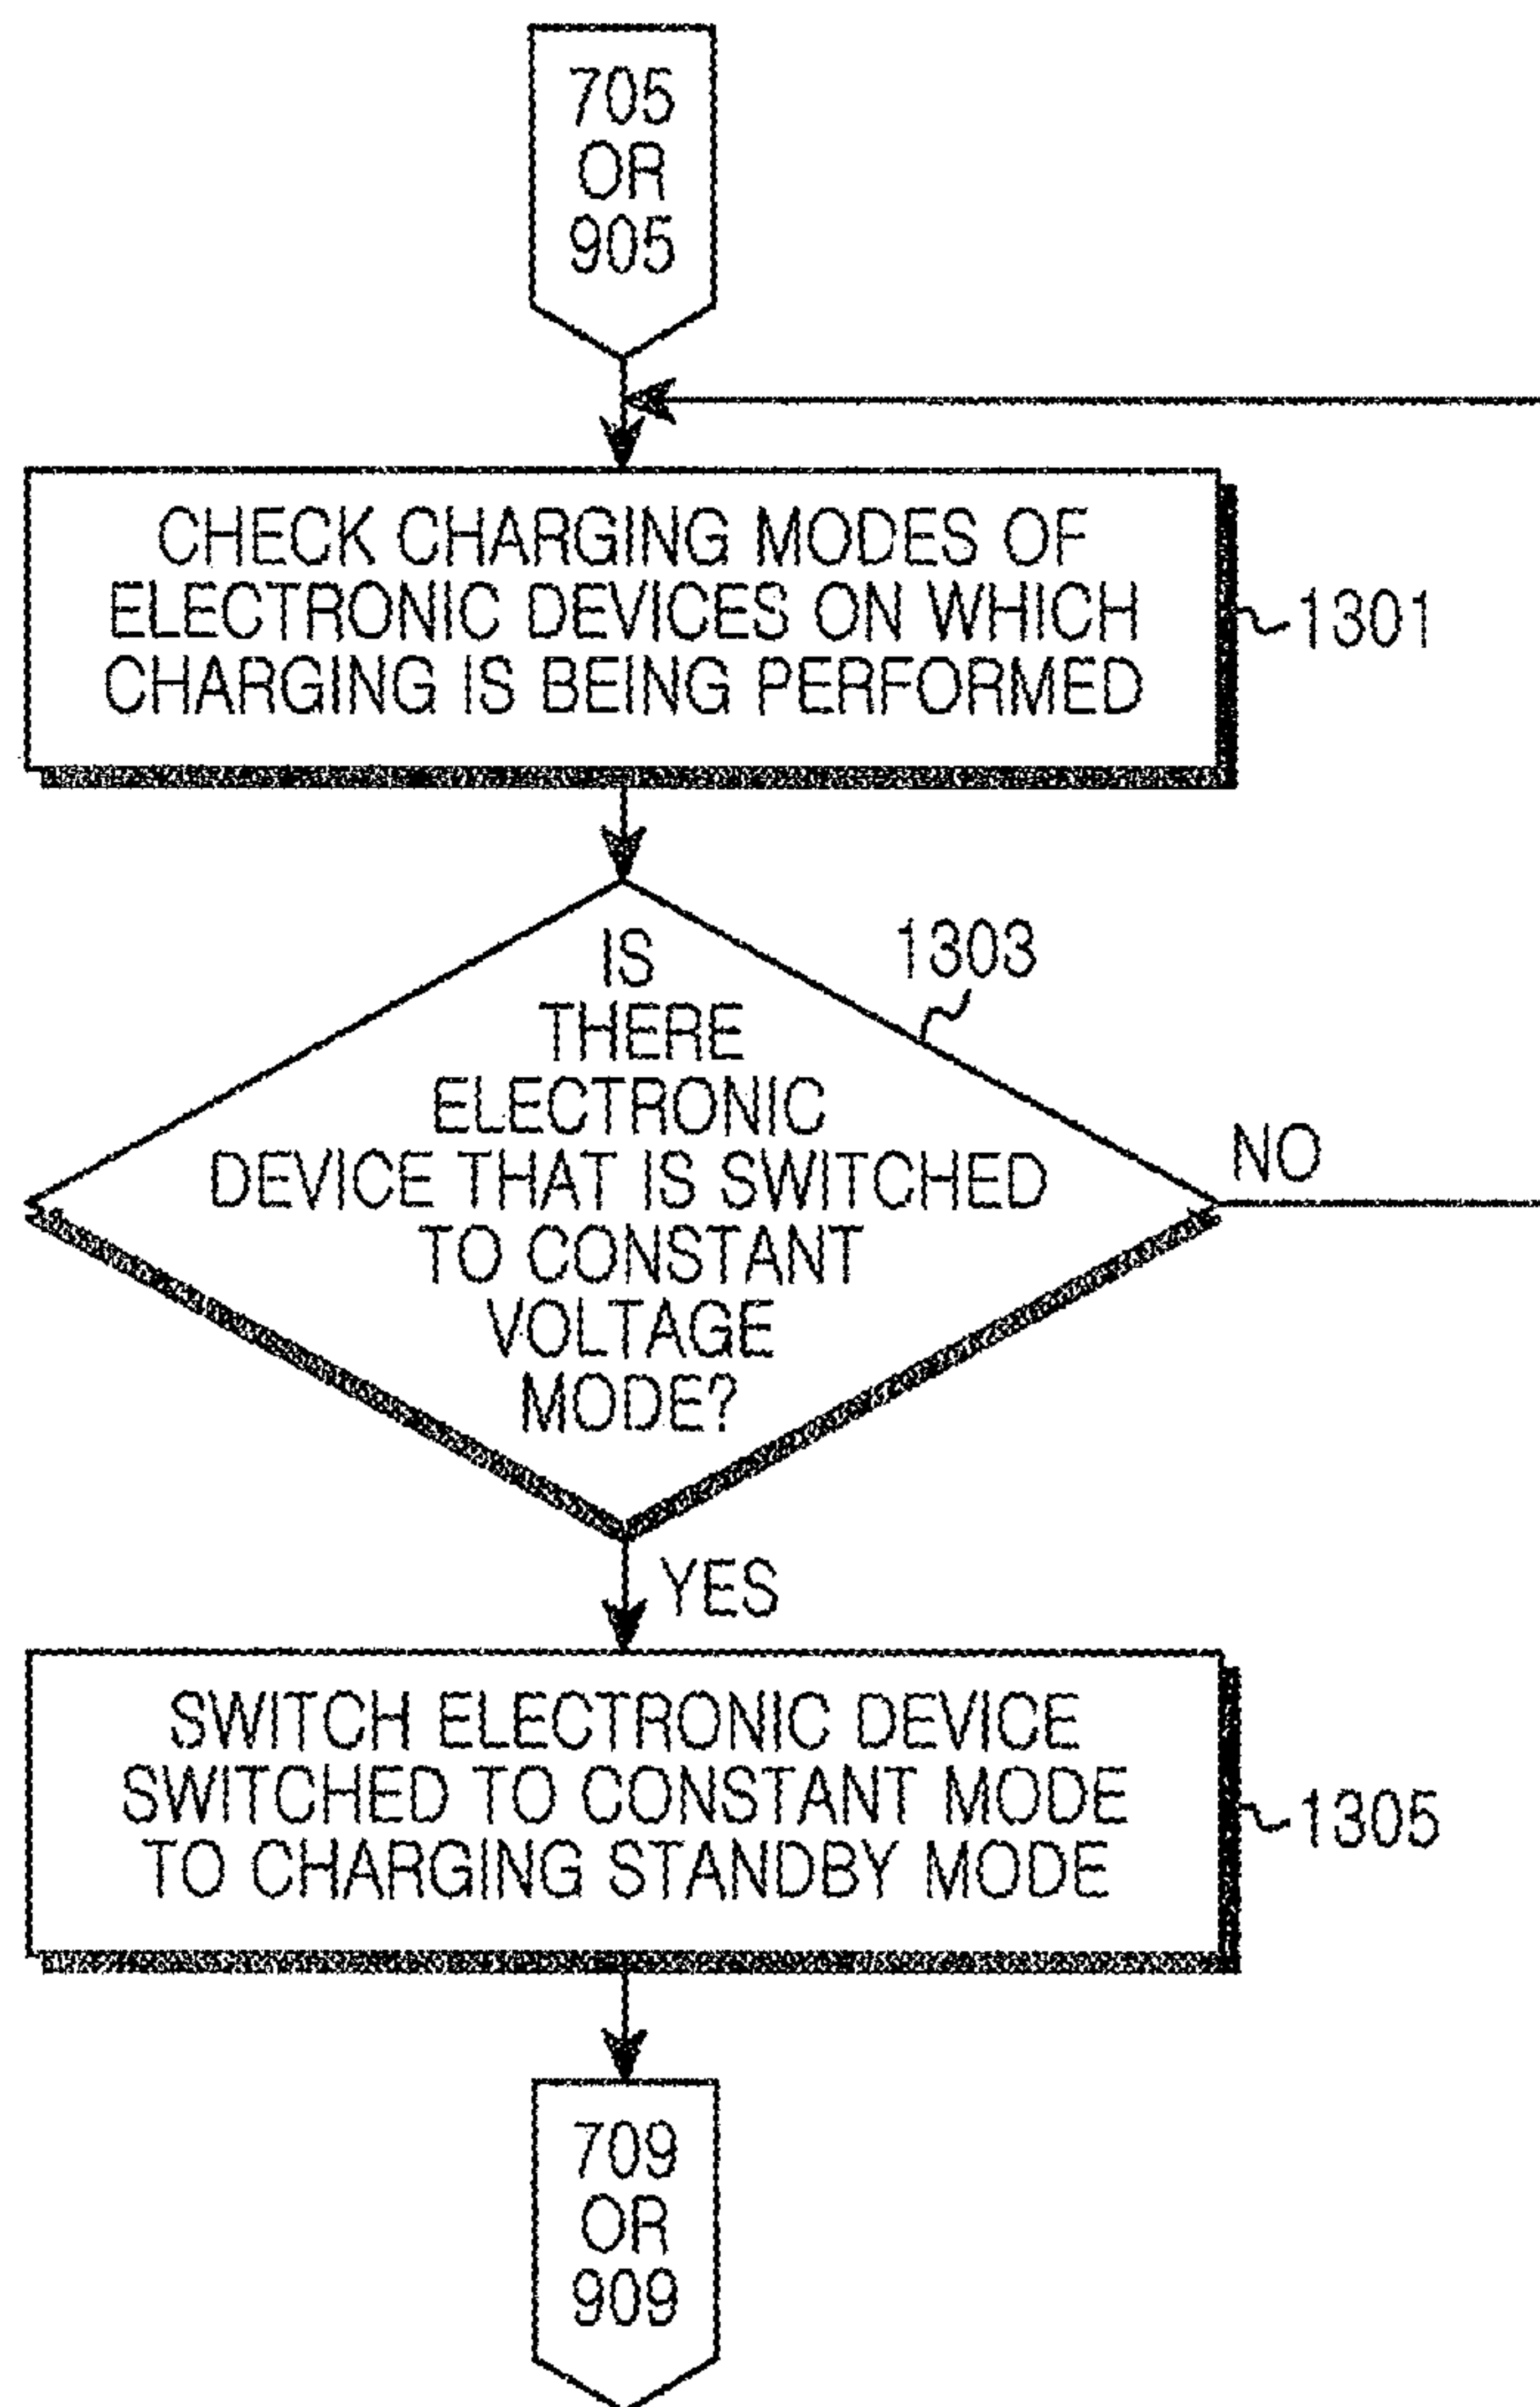 705
OR
905
CHECK CHARGING MODES OF
ELECTRONIC DEVICES ON WHICH
CHARGING IS BEING PERFORMED
1301
1303
IS
THERE
ELECTRONIC
DEVICE THAT IS SWITCHED
TO CONSTANT
VOLTAGE
MODE?
NO
YES
SWITCH ELECTRONIC DEVICE
SWITCHED TO CONSTANT MODE
TO CHARGING STANDBY MODE
1305
709
OR
909